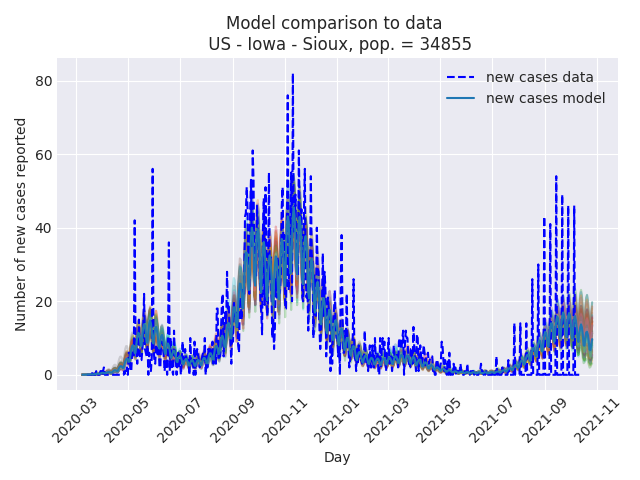 Model comparison to data
US - Iowa - Sioux, pop. = 34855
new cases data
new cases model
Number of new cases reported
80
60
40
20
0
2020-03
2020-05
2020-07
2020-09
2020-11
2021-01
2021-03
2021-05
2021-07
2021-09
2021-11
Day